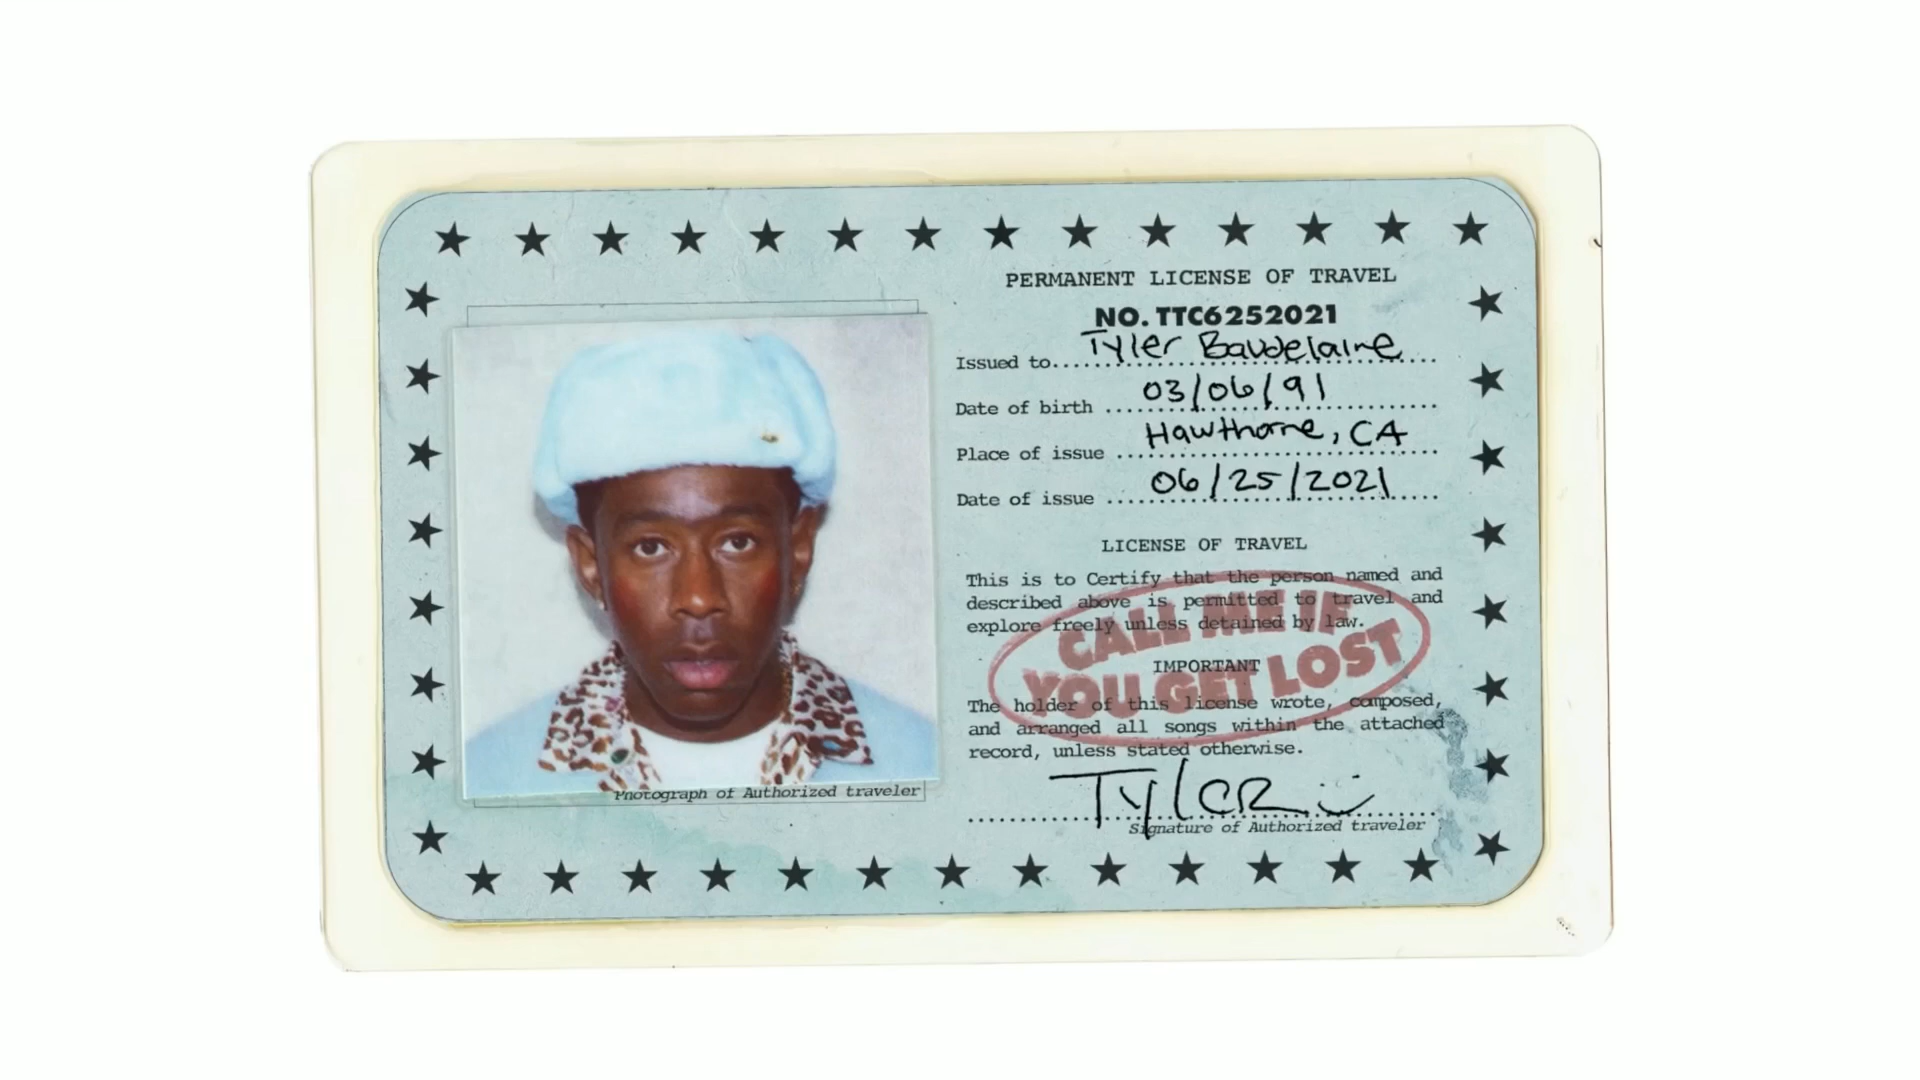 PERMANENT LICENSE OF TRAVEL
NO. TTC6252021
Issued to.... Tyler Baudelaire ....
Date of birth .... 03/06/91 ....
Place of issue .... Hawthorne, CA ....
Date of issue .... 06/25/2021 ....
LICENSE OF TRAVEL
This is to Certify that the person named and
described above is permitted to travel and
explore freely unless detained by law.
CALL ME IF
YOU GET LOST
IMPORTANT
The holder of this license wrote, composed,
and arranged all songs within the attached
record, unless stated otherwise.
TylER
Signature of Authorized traveler
Photograph of Authorized traveler